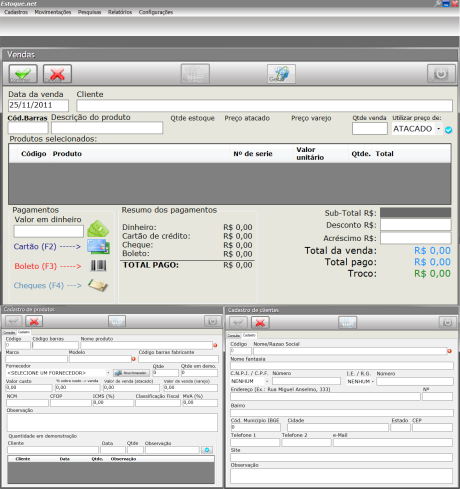 Estoque.net
Cadastros Movimentações Pesquisas Relatórios Configurações
Vendas
Data da venda Cliente
25/11/2011
Cód.Barras Descrição do produto Qtde estoque Preço atacado Preço varejo Qtde venda Utilizar preço de:
ATACADO
Produtos selecionados:
Código Produto Nº de serie Valor unitário Qtde. Total
Pagamentos
Valor em dinheiro
Cartão (F2) ----->
Boleto (F3) ----->
Cheques (F4) ---->
Resumo dos pagamentos
Dinheiro: R$ 0,00
Cartão de crédito: R$ 0,00
Cheque: R$ 0,00
Boleto: R$ 0,00
TOTAL PAGO: R$ 0,00
Sub-Total R$:
Desconto R$:
Acréscimo R$:
Total da venda: R$ 0,00
Total pago: R$ 0,00
Troco: R$ 0,00
Cadastro de produtos
Consulta Cadastro
Código Código barras Nome produto
0
Marca Modelo Código barras fabricante
Fornecedor Qtde Qtde em demo.
<SELECIONE UM FORNECEDOR> 0 0
Valor custo % sobre custo -> venda Valor de venda (atacado) Valor de venda (varejo)
0,00 0,00 0,00 0,00
NCM CFOP ICMS (%) Classificação Fiscal MVA (%)
0,00 0,00
Observação
Quantidade em demonstração
Cliente Data Qtde Observação
Cliente Data Qtde. Observação
Cadastro de clientes
Consulta Cadastro
Código Nome/Razao Social
0
Nome fantasia
C.N.P.J. / C.P.F. Número I.E. / R.G. Número
NENHUM NENHUM
Endereço (Ex.: Rua Miguel Anselmo, 333) Nº
Bairro
Cód. Município IBGE Cidade Estado CEP
0
Telefone 1 Telefone 2 e-Mail
Site
Observação